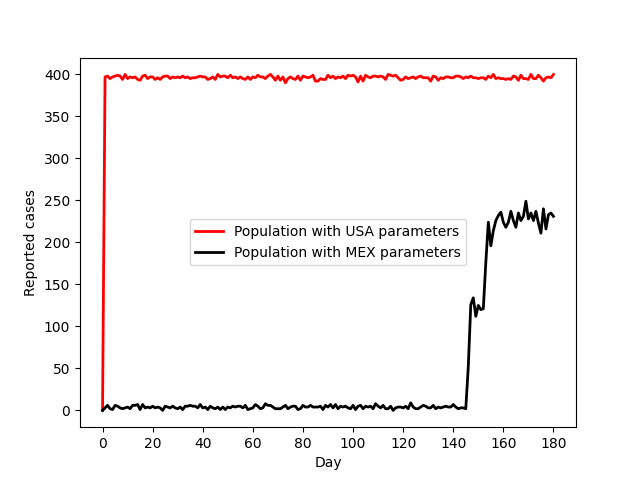 400
350
300
250
200
150
100
50
0
Reported cases
Population with USA parameters
Population with MEX parameters
0 20 40 60 80 100 120 140 160 180
Day